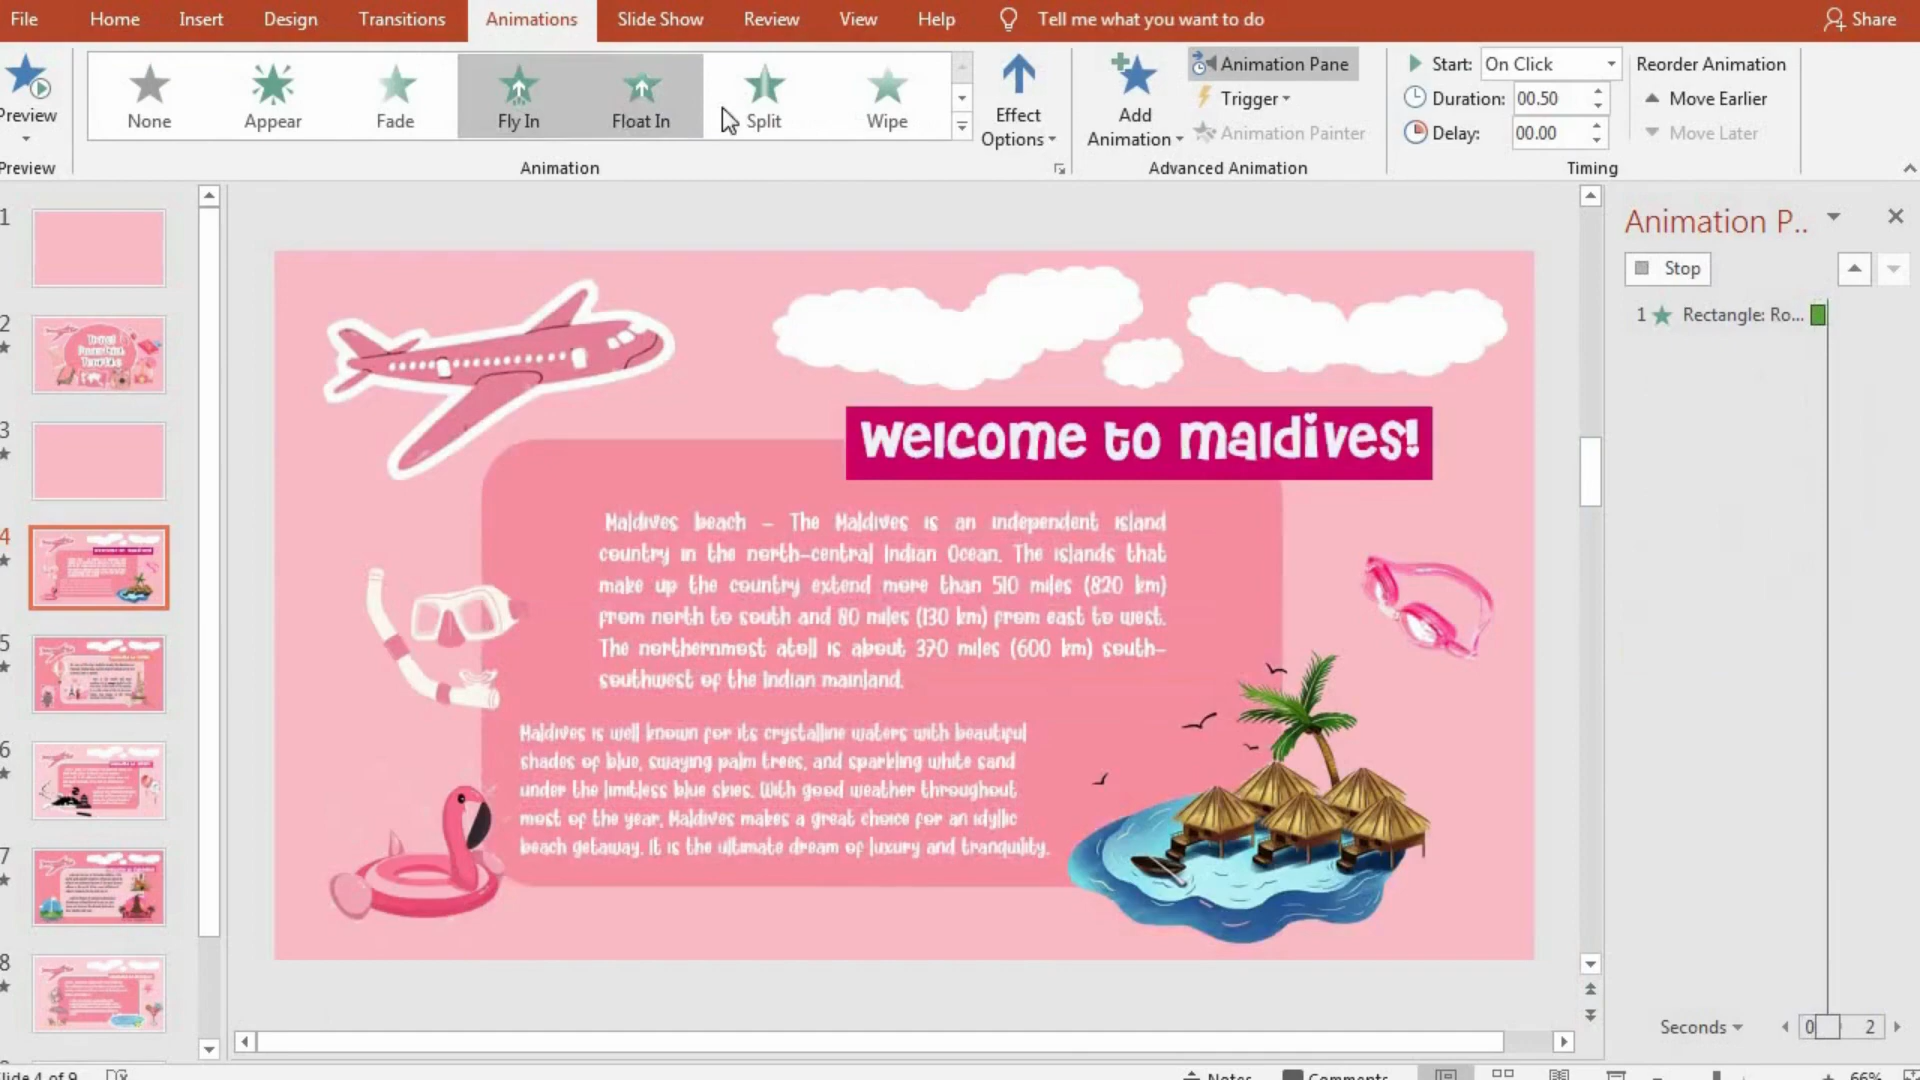 File Home Insert Design Transitions Animations Slide Show Review View Help Tell me what you want to do Share
Preview
None Appear Fade Fly In Float In Split Wipe
Effect Options
Add Animation
Animation Pane
Trigger
Animation Painter
Start: On Click
Duration: 00.50
Delay: 00.00
Reorder Animation
Move Earlier
Move Later
Preview Animation Advanced Animation Timing
1
2
3
4
5
6
7
8
welcome to maldives!
Maldives beach - The Maldives is an independent island
country in the north-central Indian Ocean. The islands that
make up the country extend more than 510 miles (820 km)
from north to south and 80 miles (130 km) from east to west.
The northernmost atoll is about 370 miles (600 km) south-
southwest of the Indian mainland.
Maldives is well known for its crystalline waters with beautiful
shades of blue, swaying palm trees, and sparkling white sand
under the limitless blue skies. With good weather throughout
most of the year, Maldives makes a great choice for an idyllic
beach getaway. It is the ultimate dream of luxury and tranquility.
Animation P..
Stop
1 Rectangle: Ro...
Seconds 0 2
lide 4 of 9 Notes Comments 66%